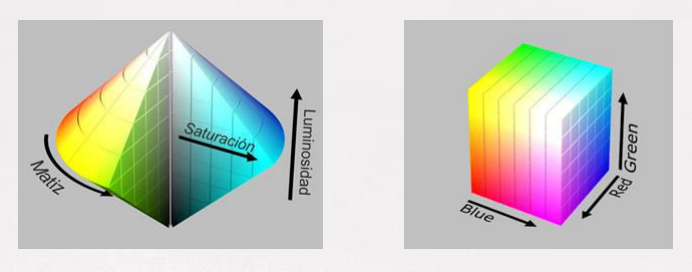 Matiz
Saturación
Luminosidad
Blue
Red
Green